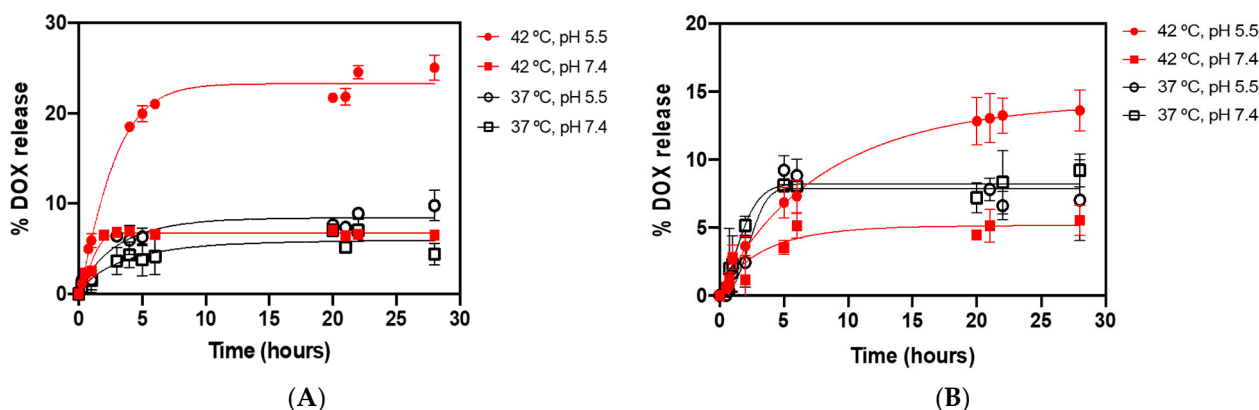 30
20
10
0
% DOX release
0 5 10 15 20 25 30
Time (hours)
42 ºC, pH 5.5
42 ºC, pH 7.4
37 ºC, pH 5.5
37 ºC, pH 7.4
(A)
20
15
10
5
0
% DOX release
0 5 10 15 20 25 30
Time (hours)
42 ºC, pH 5.5
42 ºC, pH 7.4
37 ºC, pH 5.5
37 ºC, pH 7.4
(B)